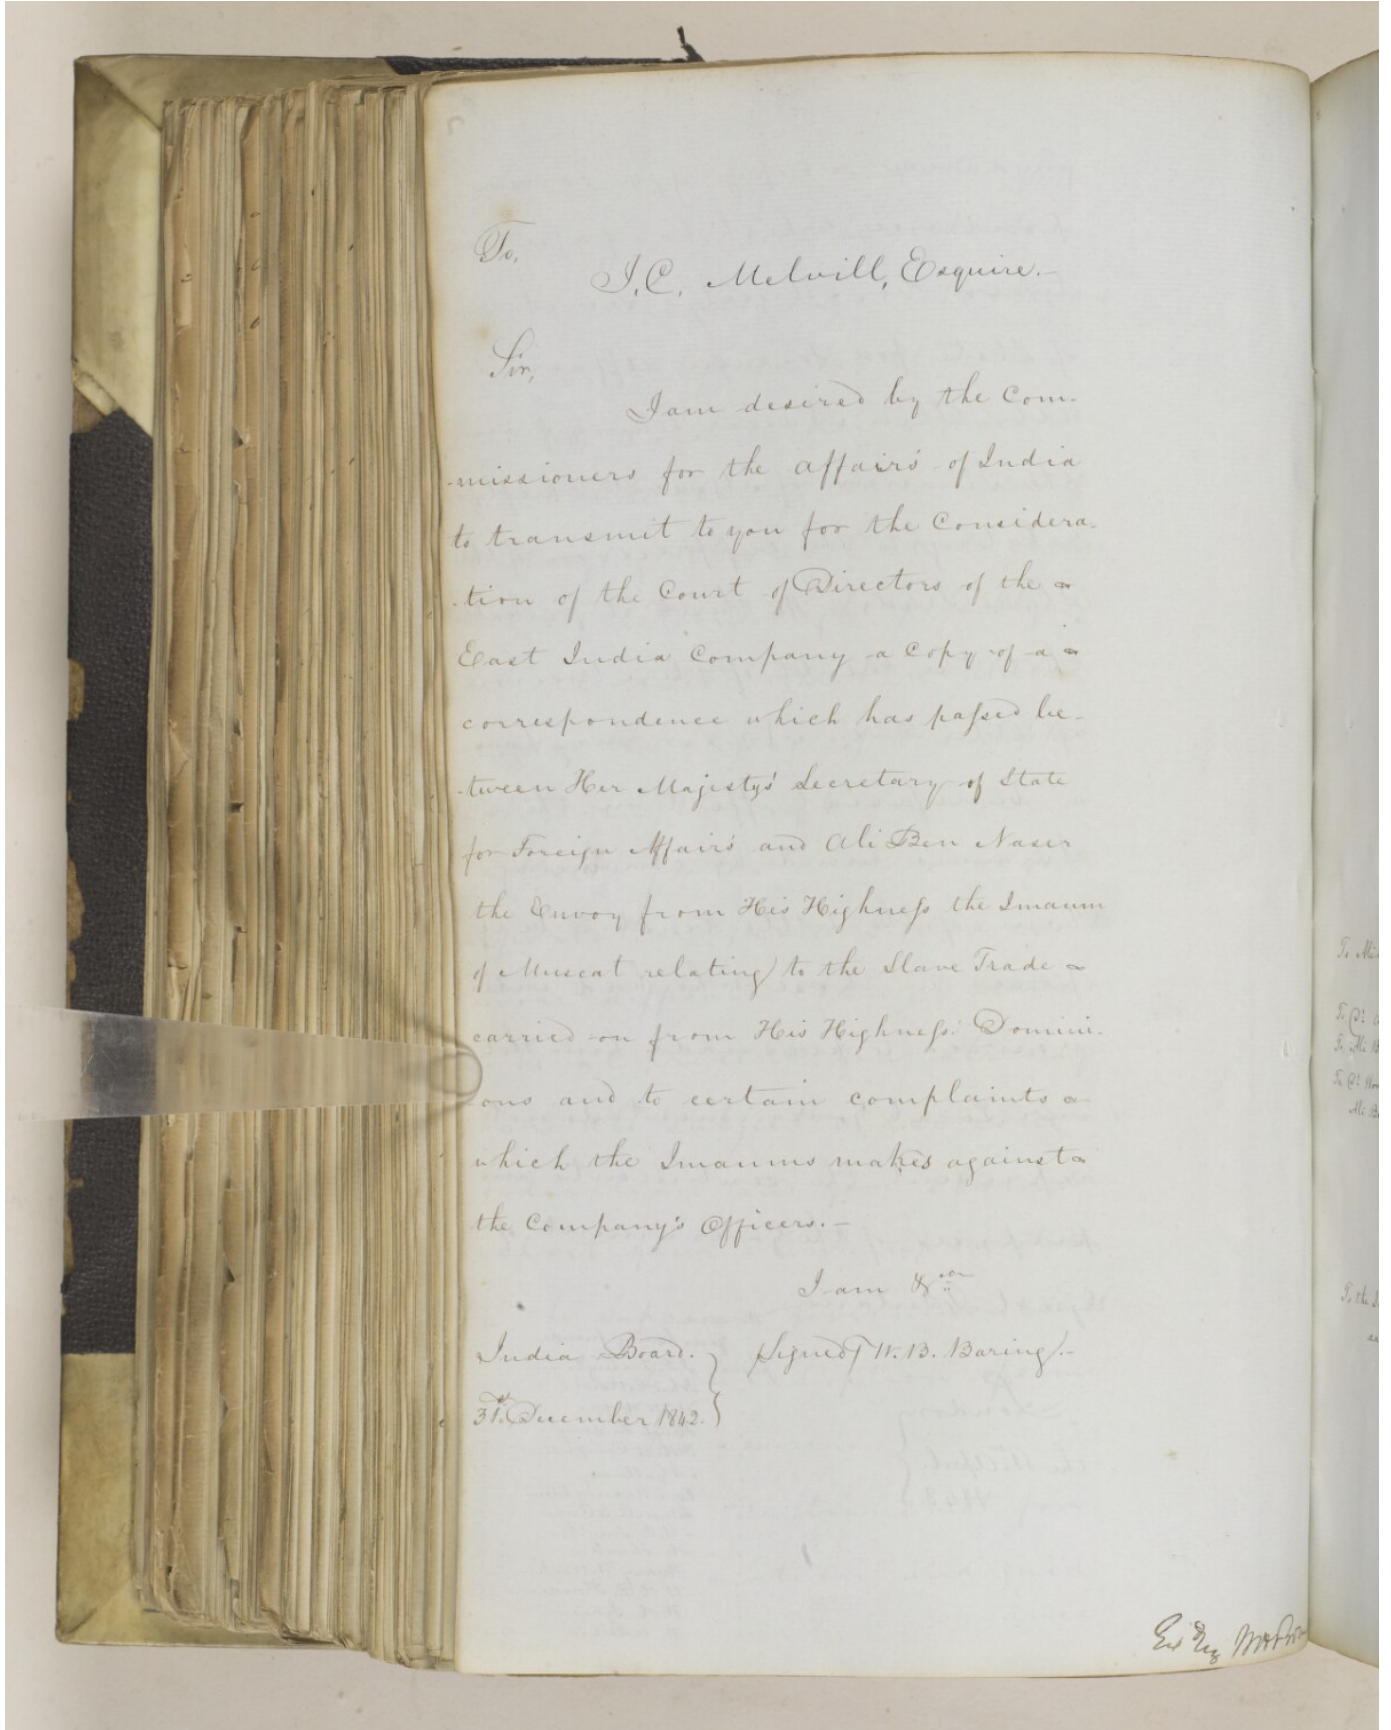 To,
J. C. Melvill, Esquire.-
Sir,
I am desired by the Com-
-missioners for the affairs of India
to transmit to you for the Considera-
-tion of the Court of Directors of the
East India Company a Copy of a
correspondence which has passed be-
-tween Her Majesty's Secretary of State
for Foreign Affairs and Ali Ben Naser
the Envoy from His Highness the Imaum
of Muscat relating to the Slave Trade
carried on from His Highness' Domini-
ons and to certain complaints
which the Imaums makes against
the Company's Officers.-
I am &ca
India Board. } Signed/ W. B. Baring/.-
31st December 1842. }
To the